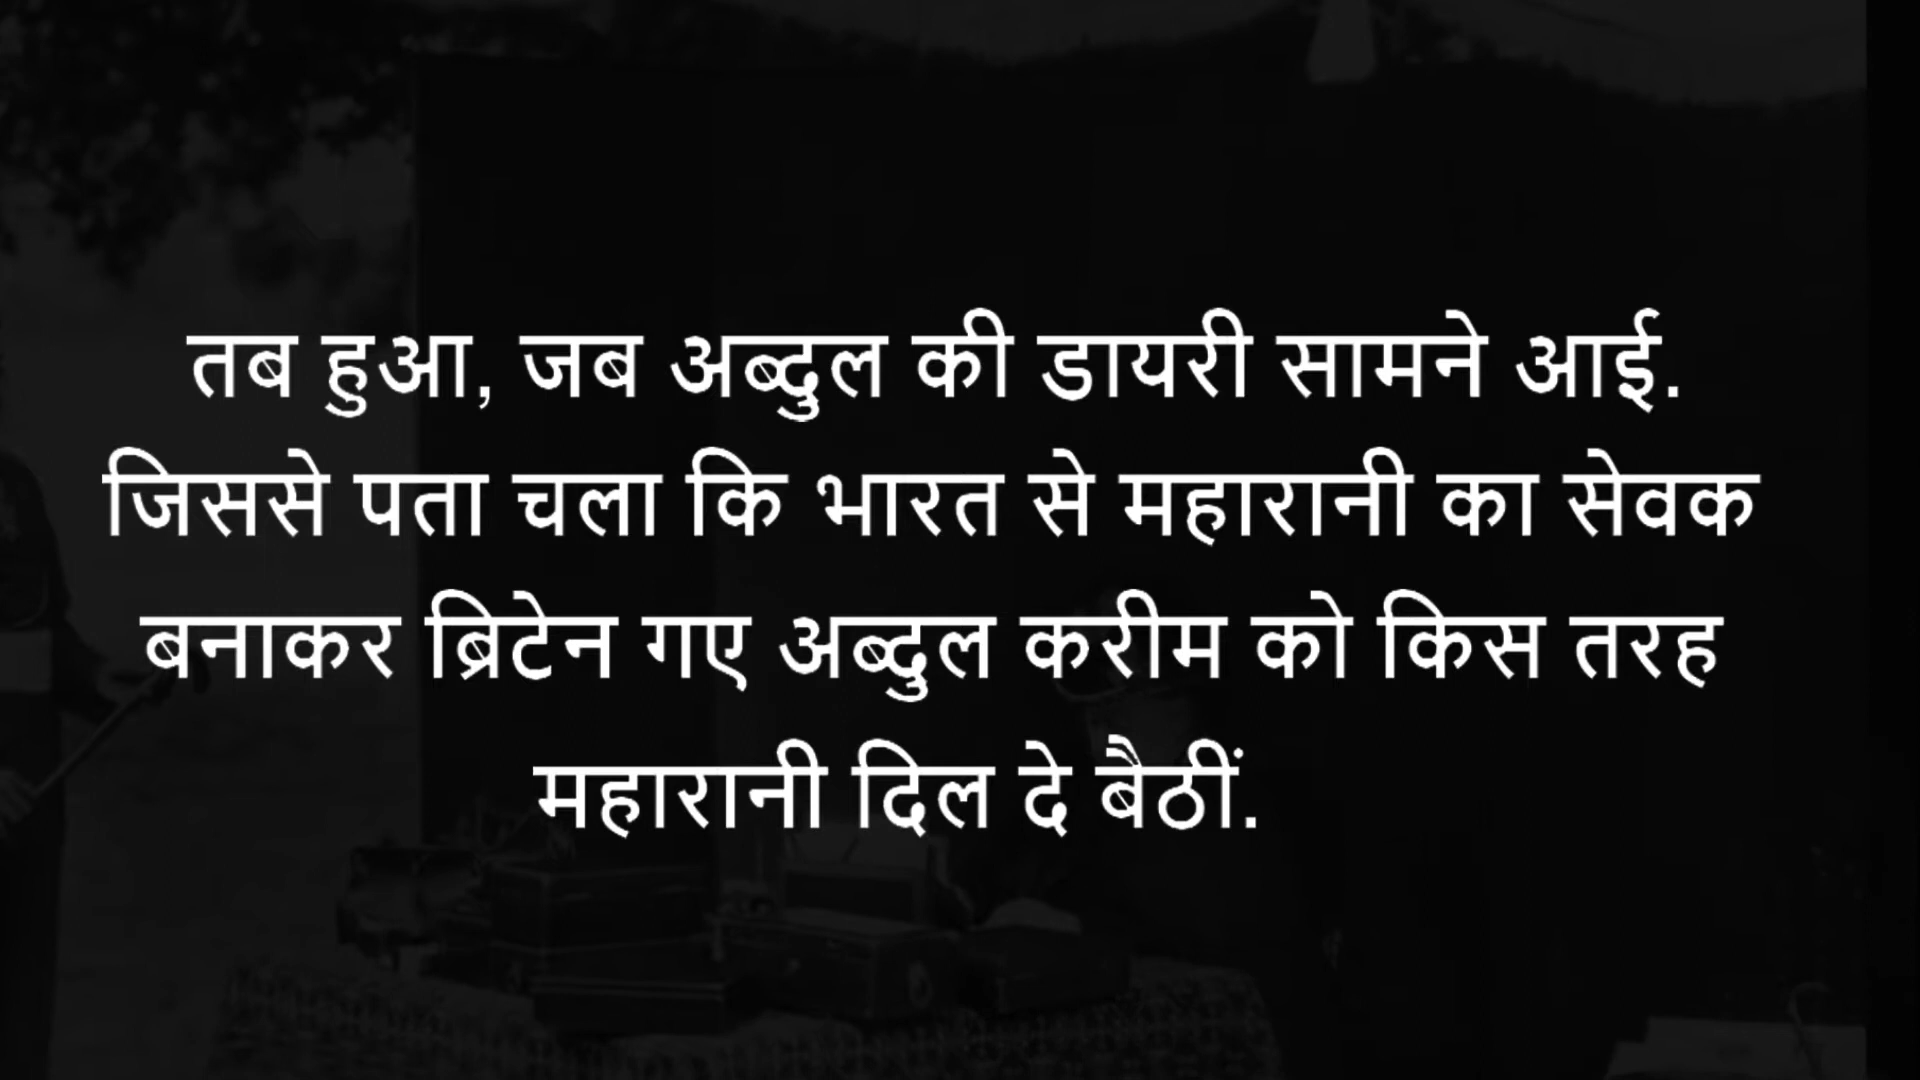 तब हुआ, जब अब्दुल की डायरी सामने आई.
जिससे पता चला कि भारत से महारानी का सेवक
बनाकर ब्रिटेन गए अब्दुल करीम को किस तरह
महारानी दिल दे बैठीं.